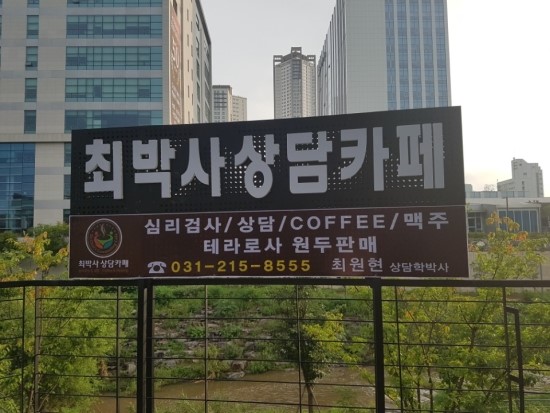 최박사상담카페
심리검사/상담/COFFEE/맥주
테라로사 원두판매
최박사 상담카페
☎ 031-215-8555 최원현 상담학박사